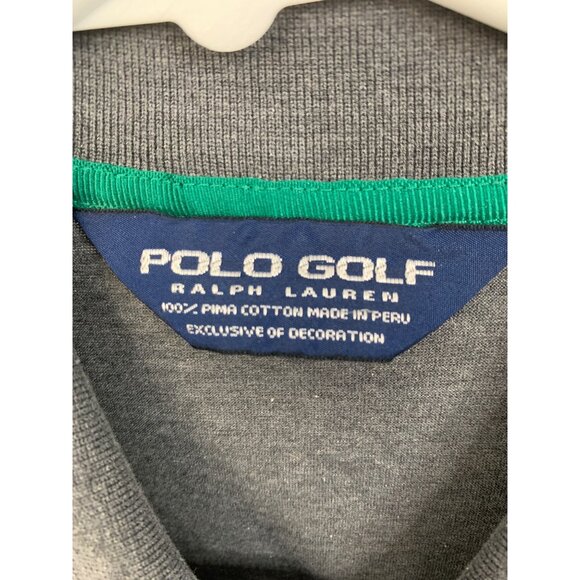 POLO GOLF
RALPH LAUREN
100% PIMA COTTON MADE IN PERU
EXCLUSIVE OF DECORATION